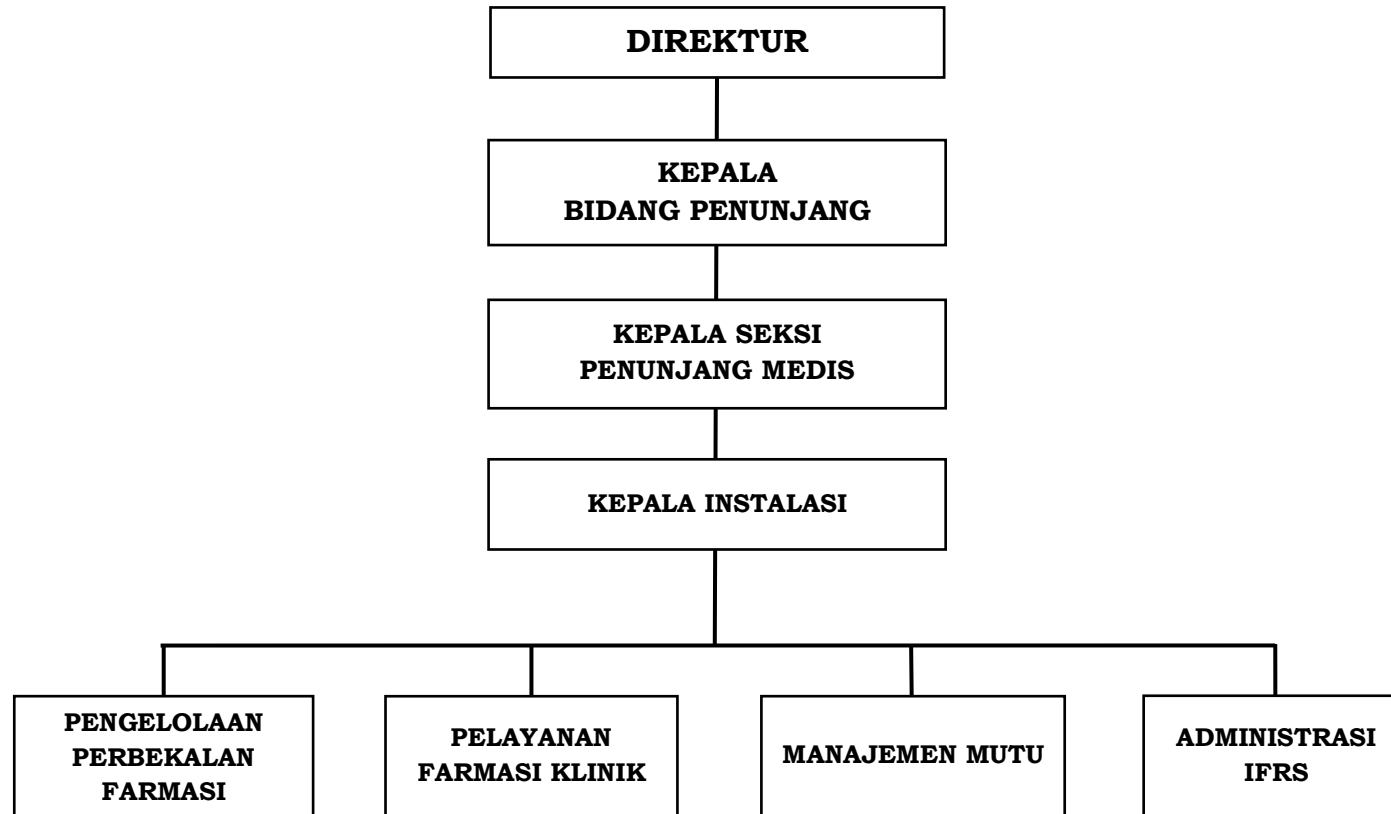 DIREKTUR
KEPALA
BIDANG PENUNJANG
KEPALA SEKSI
PENUNJANG MEDIS
KEPALA INSTALASI
PENGELOLAAN
PERBEKALAN
FARMASI
PELAYANAN
FARMASI KLINIK
MANAJEMEN MUTU
ADMINISTRASI
IFRS